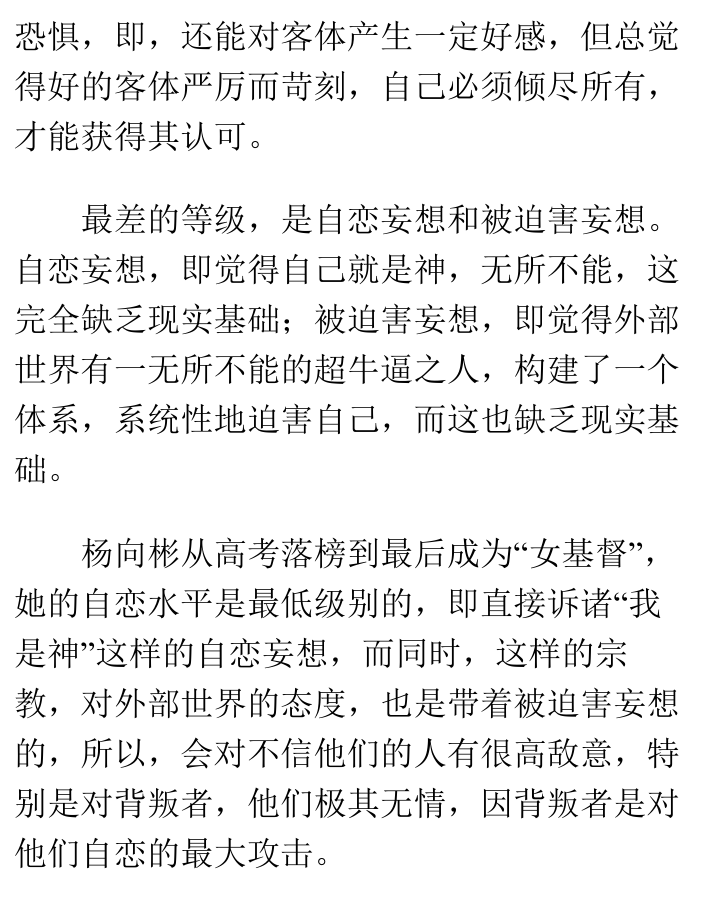 恐惧，即，还能对客体产生一定好感，但总觉
得好的客体严厉而苛刻，自己必须倾尽所有，
才能获得其认可。
最差的等级，是自恋妄想和被迫害妄想。
自恋妄想，即觉得自己就是神，无所不能，这
完全缺乏现实基础；被迫害妄想，即觉得外部
世界有一无所不能的超牛逼之人，构建了一个
体系，系统性地迫害自己，而这也缺乏现实基
础。
杨向彬从高考落榜到最后成为“女基督”，
她的自恋水平是最低级别的，即直接诉诸“我
是神”这样的自恋妄想，而同时，这样的宗
教，对外部世界的态度，也是带着被迫害妄想
的，所以，会对不信他们的人有很高敌意，特
别是对背叛者，他们极其无情，因背叛者是对
他们自恋的最大攻击。